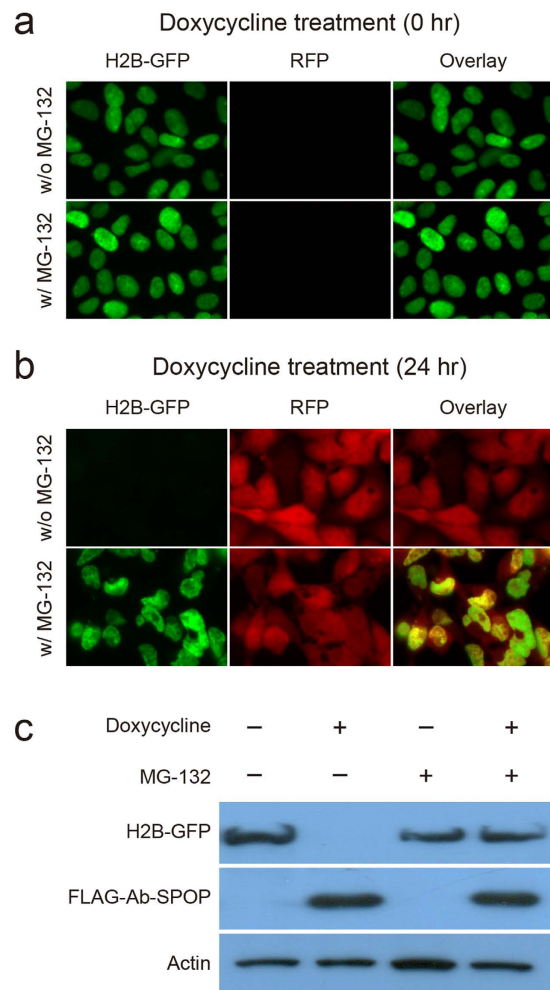 a
Doxycycline treatment (0 hr)
H2B-GFP RFP Overlay
w/o MG-132
w/ MG-132
b
Doxycycline treatment (24 hr)
H2B-GFP RFP Overlay
w/o MG-132
w/ MG-132
c
Doxycycline – + – +
MG-132 – – + +
H2B-GFP
FLAG-Ab-SPOP
Actin